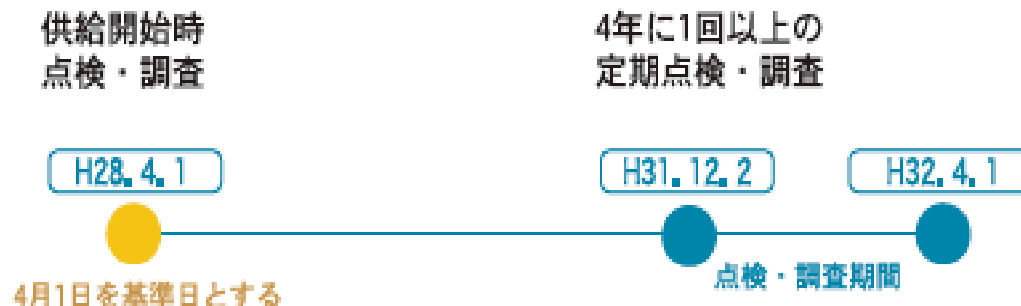 供給開始時
点検・調査
4年に1回以上の
定期点検・調査
H28.4.1
H31.12.2
H32.4.1
点検・調査期間
4月1日を基準日とする